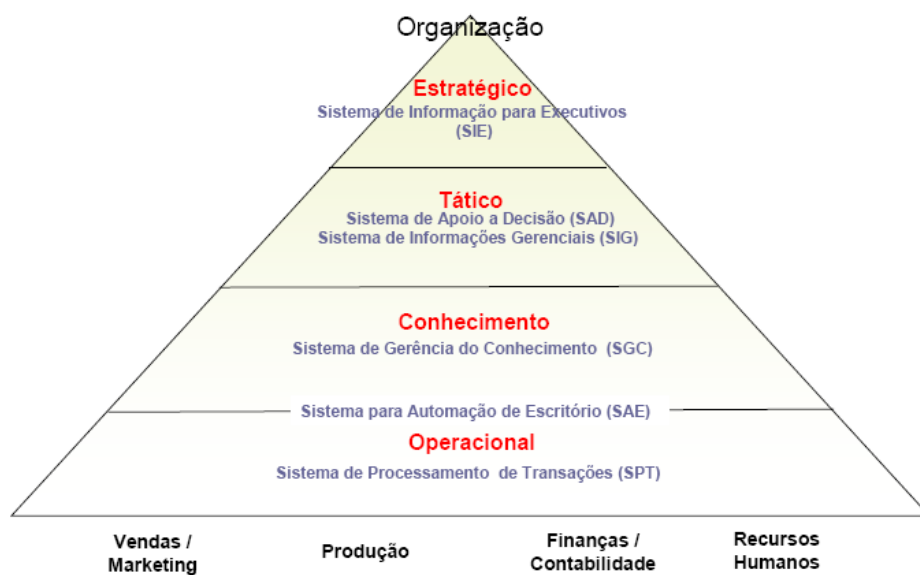 Organização
Estratégico
Sistema de Informação para Executivos
(SIE)
Tático
Sistema de Apoio a Decisão (SAD)
Sistema de Informações Gerenciais (SIG)
Conhecimento
Sistema de Gerência do Conhecimento (SGC)
Sistema para Automação de Escritório (SAE)
Operacional
Sistema de Processamento de Transações (SPT)
Vendas /
Marketing
Produção
Finanças /
Contabilidade
Recursos
Humanos